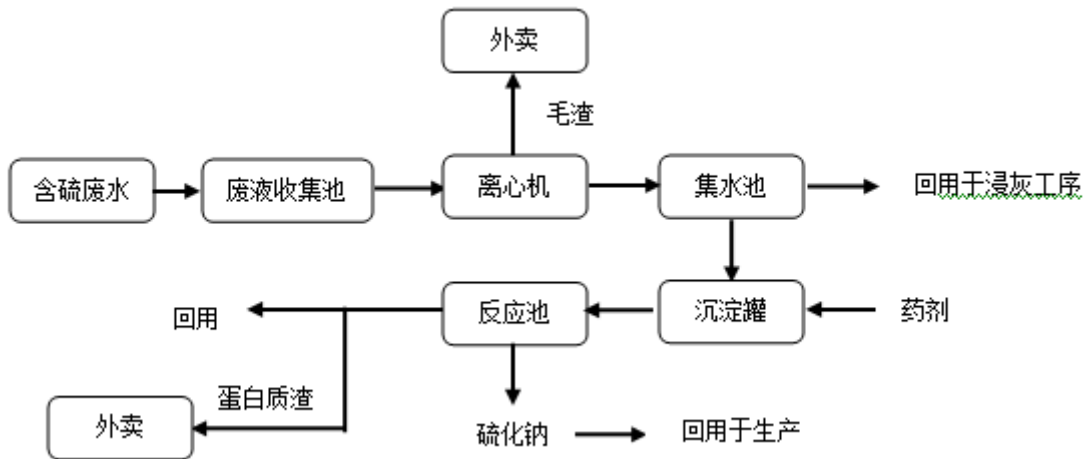 外卖
毛渣
含硫废水
废液收集池
离心机
集水池
回用于浸灰工序
回用
反应池
沉淀罐
药剂
蛋白质渣
外卖
硫化钠
回用于生产